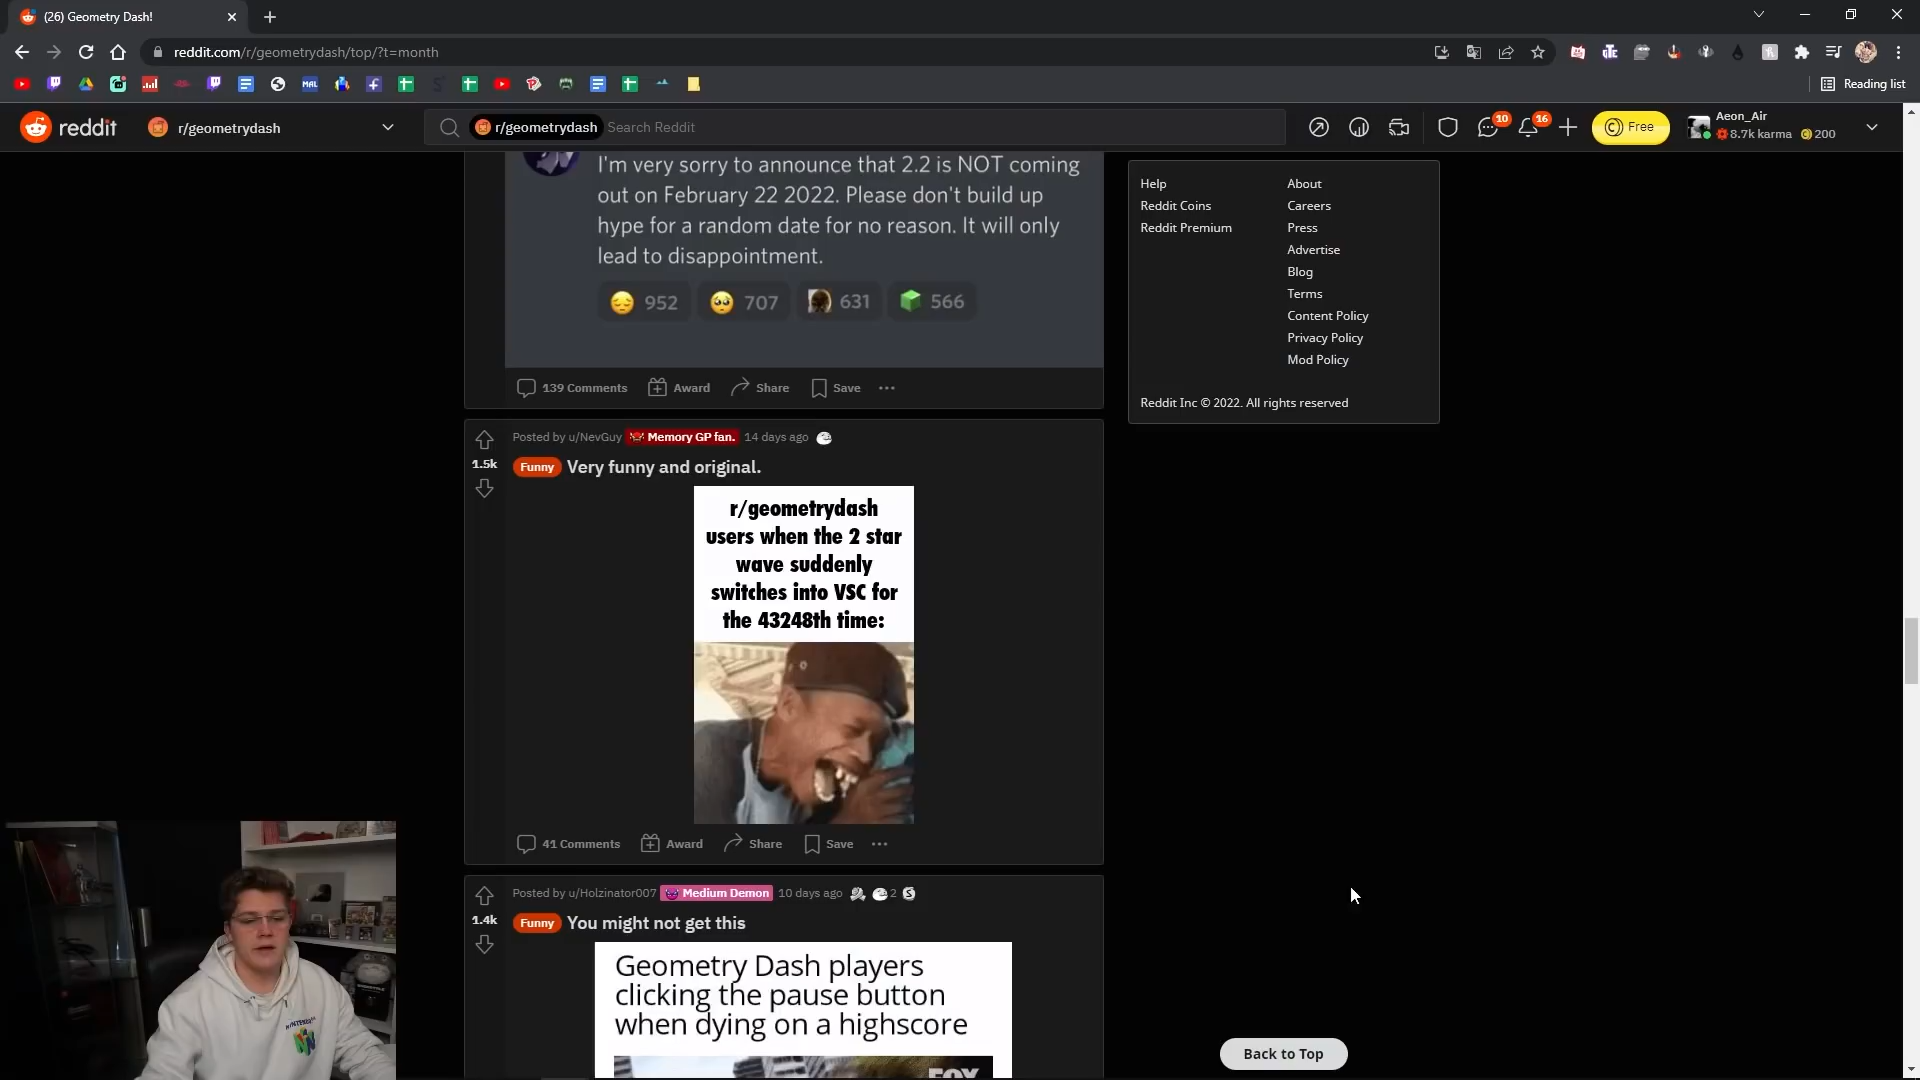 (26) Geometry Dash!
reddit.com/r/geometrydash/top/?t=month
MAL
Reading list
reddit
r/geometrydash
r/geometrydash Search Reddit
10
16
Free
Aeon_Air
8.7k karma 200
I'm very sorry to announce that 2.2 is NOT coming
out on February 22 2022. Please don't build up
hype for a random date for no reason. It will only
lead to disappointment.
952 707 631 566
139 Comments Award Share Save
Help
Reddit Coins
Reddit Premium
About
Careers
Press
Advertise
Blog
Terms
Content Policy
Privacy Policy
Mod Policy
Reddit Inc © 2022. All rights reserved
Posted by u/NevGuy Memory GP fan. 14 days ago
1.5k
Funny Very funny and original.
r/geometrydash
users when the 2 star
wave suddenly
switches into VSC for
the 43248th time:
41 Comments Award Share Save
Posted by u/Holzinator007 Medium Demon 10 days ago 2
1.4k
Funny You might not get this
Geometry Dash players
clicking the pause button
when dying on a highscore
FOX
Back to Top